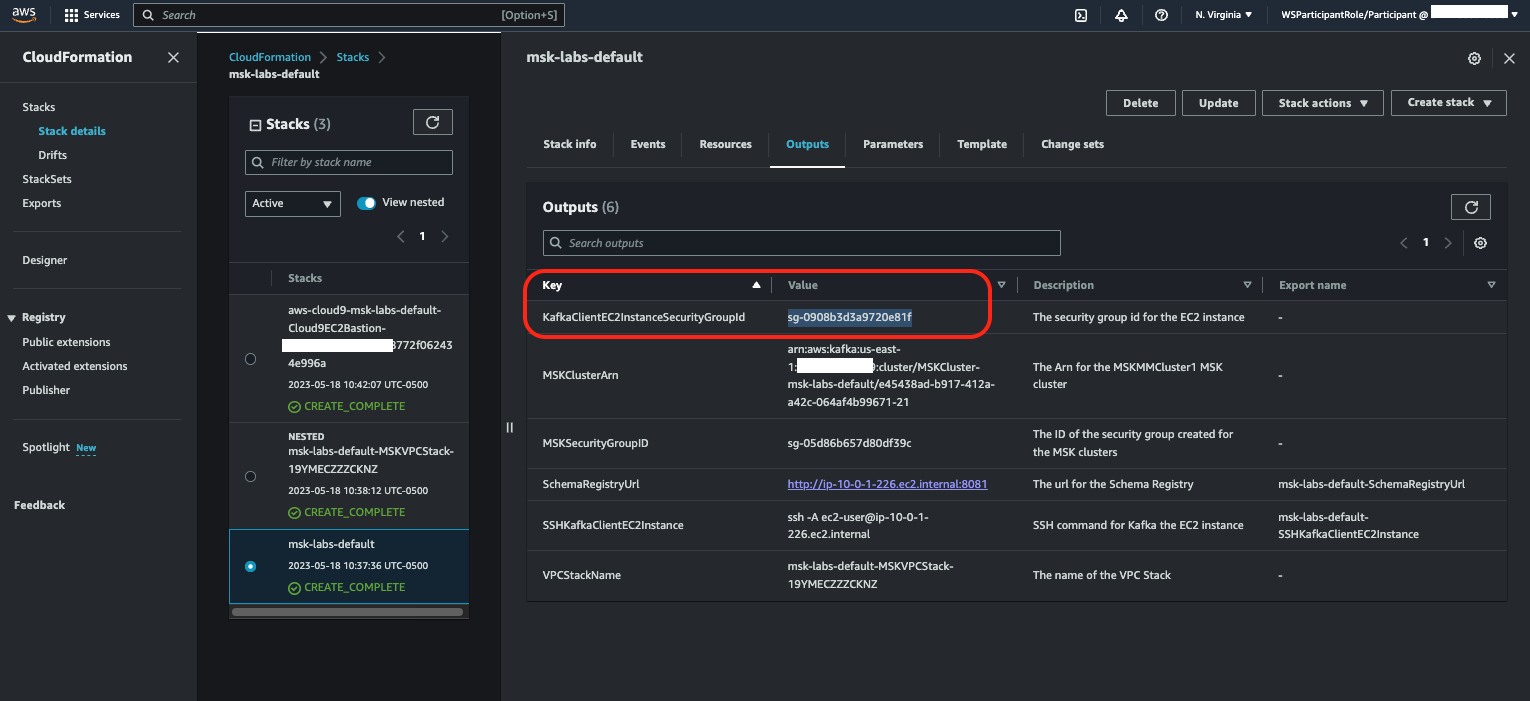 aws
Services
Search
[Option+S]
N. Virginia ▼
WSParticipantRole/Participant @
CloudFormation
Stacks
Stack details
Drifts
StackSets
Exports
Designer
Registry
Public extensions
Activated extensions
Publisher
Spotlight New
Feedback
CloudFormation > Stacks >
msk-labs-default
Stacks (3)
Filter by stack name
Active
View nested
1
Stacks
aws-cloud9-msk-labs-default-
Cloud9EC2Bastion-
3772f06243
4e996a
2023-05-18 10:42:07 UTC-0500
CREATE_COMPLETE
NESTED
msk-labs-default-MSKVPCStack-
19YMECZZZCKNZ
2023-05-18 10:38:12 UTC-0500
CREATE_COMPLETE
msk-labs-default
2023-05-18 10:37:36 UTC-0500
CREATE_COMPLETE
msk-labs-default
Delete
Update
Stack actions ▼
Create stack ▼
Stack info
Events
Resources
Outputs
Parameters
Template
Change sets
Outputs (6)
Search outputs
1
Key
Value
Description
Export name
KafkaClientEC2InstanceSecurityGroupId
sg-0908b3d3a9720e81f
The security group id for the EC2 instance
-
MSKClusterArn
arn:aws:kafka:us-east-
1: :cluster/MSKCluster-
msk-labs-default/e45438ad-b917-412a-
a42c-064af4b99671-21
The Arn for the MSKMMCluster1 MSK
cluster
-
MSKSecurityGroupID
sg-05d86b657d80df39c
The ID of the security group created for
the MSK clusters
-
SchemaRegistryUrl
http://ip-10-0-1-226.ec2.internal:8081
The url for the Schema Registry
msk-labs-default-SchemaRegistryUrl
SSHKafkaClientEC2Instance
ssh -A ec2-user@ip-10-0-1-
226.ec2.internal
SSH command for Kafka the EC2 instance
msk-labs-default-
SSHKafkaClientEC2Instance
VPCStackName
msk-labs-default-MSKVPCStack-
19YMECZZZCKNZ
The name of the VPC Stack
-